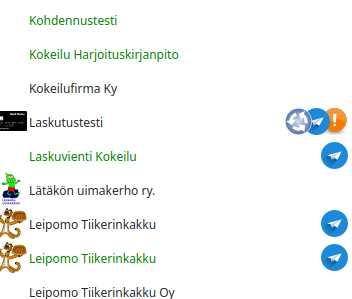 Kohdennustesti
Kokeilu Harjoituskirjanpito
Kokeilufirma Ky
Laskutustesti
Laskuvienti Kokeilu
Lätäkön uimakerho ry.
Leipomo Tiikerinkakku
Leipomo Tiikerinkakku
Leipomo Tiikerinkakku Oy